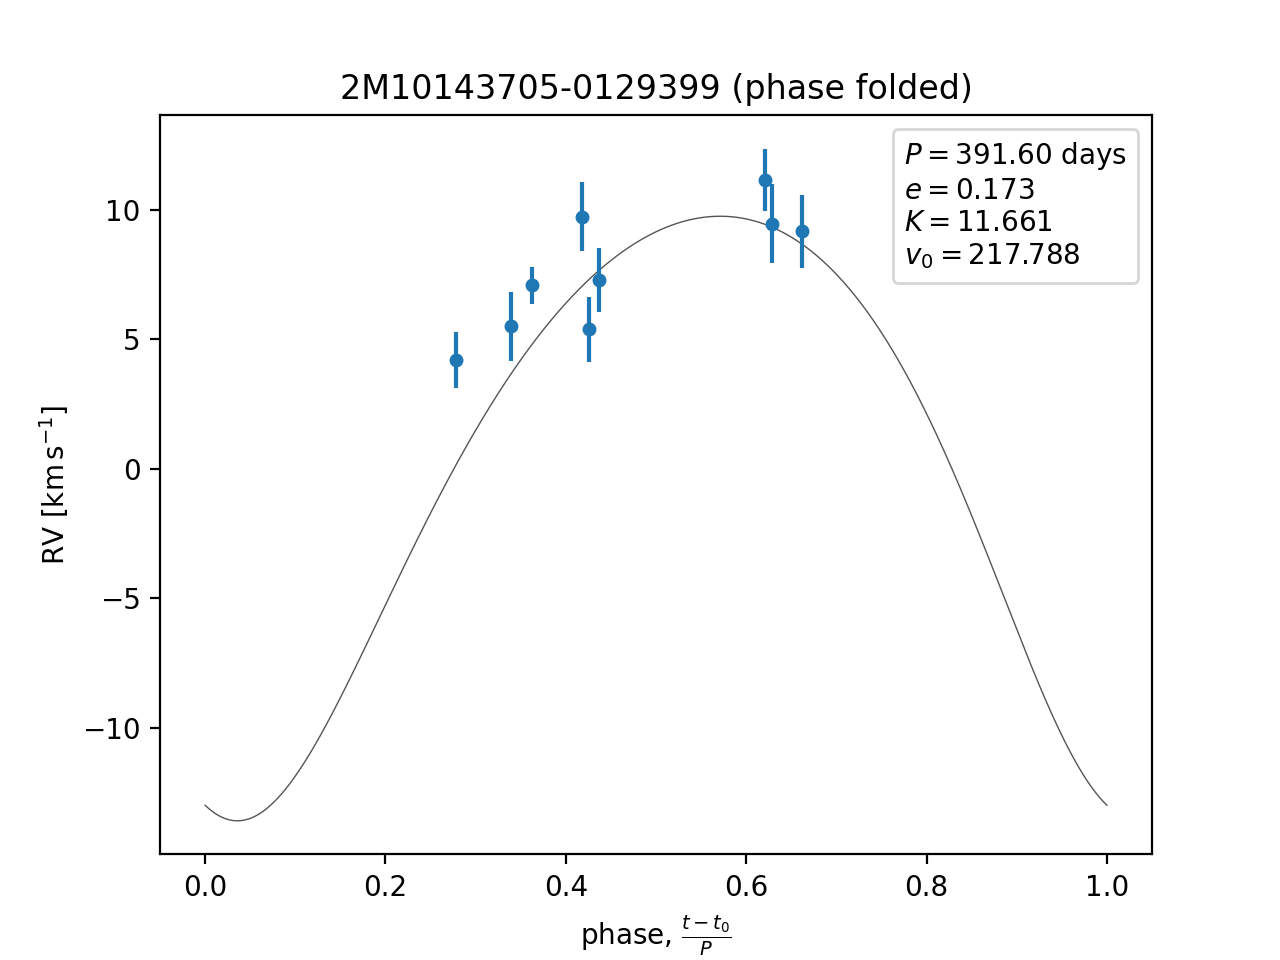 2M10143705-0129399 (phase folded)
P = 391.60 days
e = 0.173
K = 11.661
v₀ = 217.788
10
5
0
−5
−10
RV [km s⁻¹]
0.0 0.2 0.4 0.6 0.8 1.0
phase, (t − t₀)/P